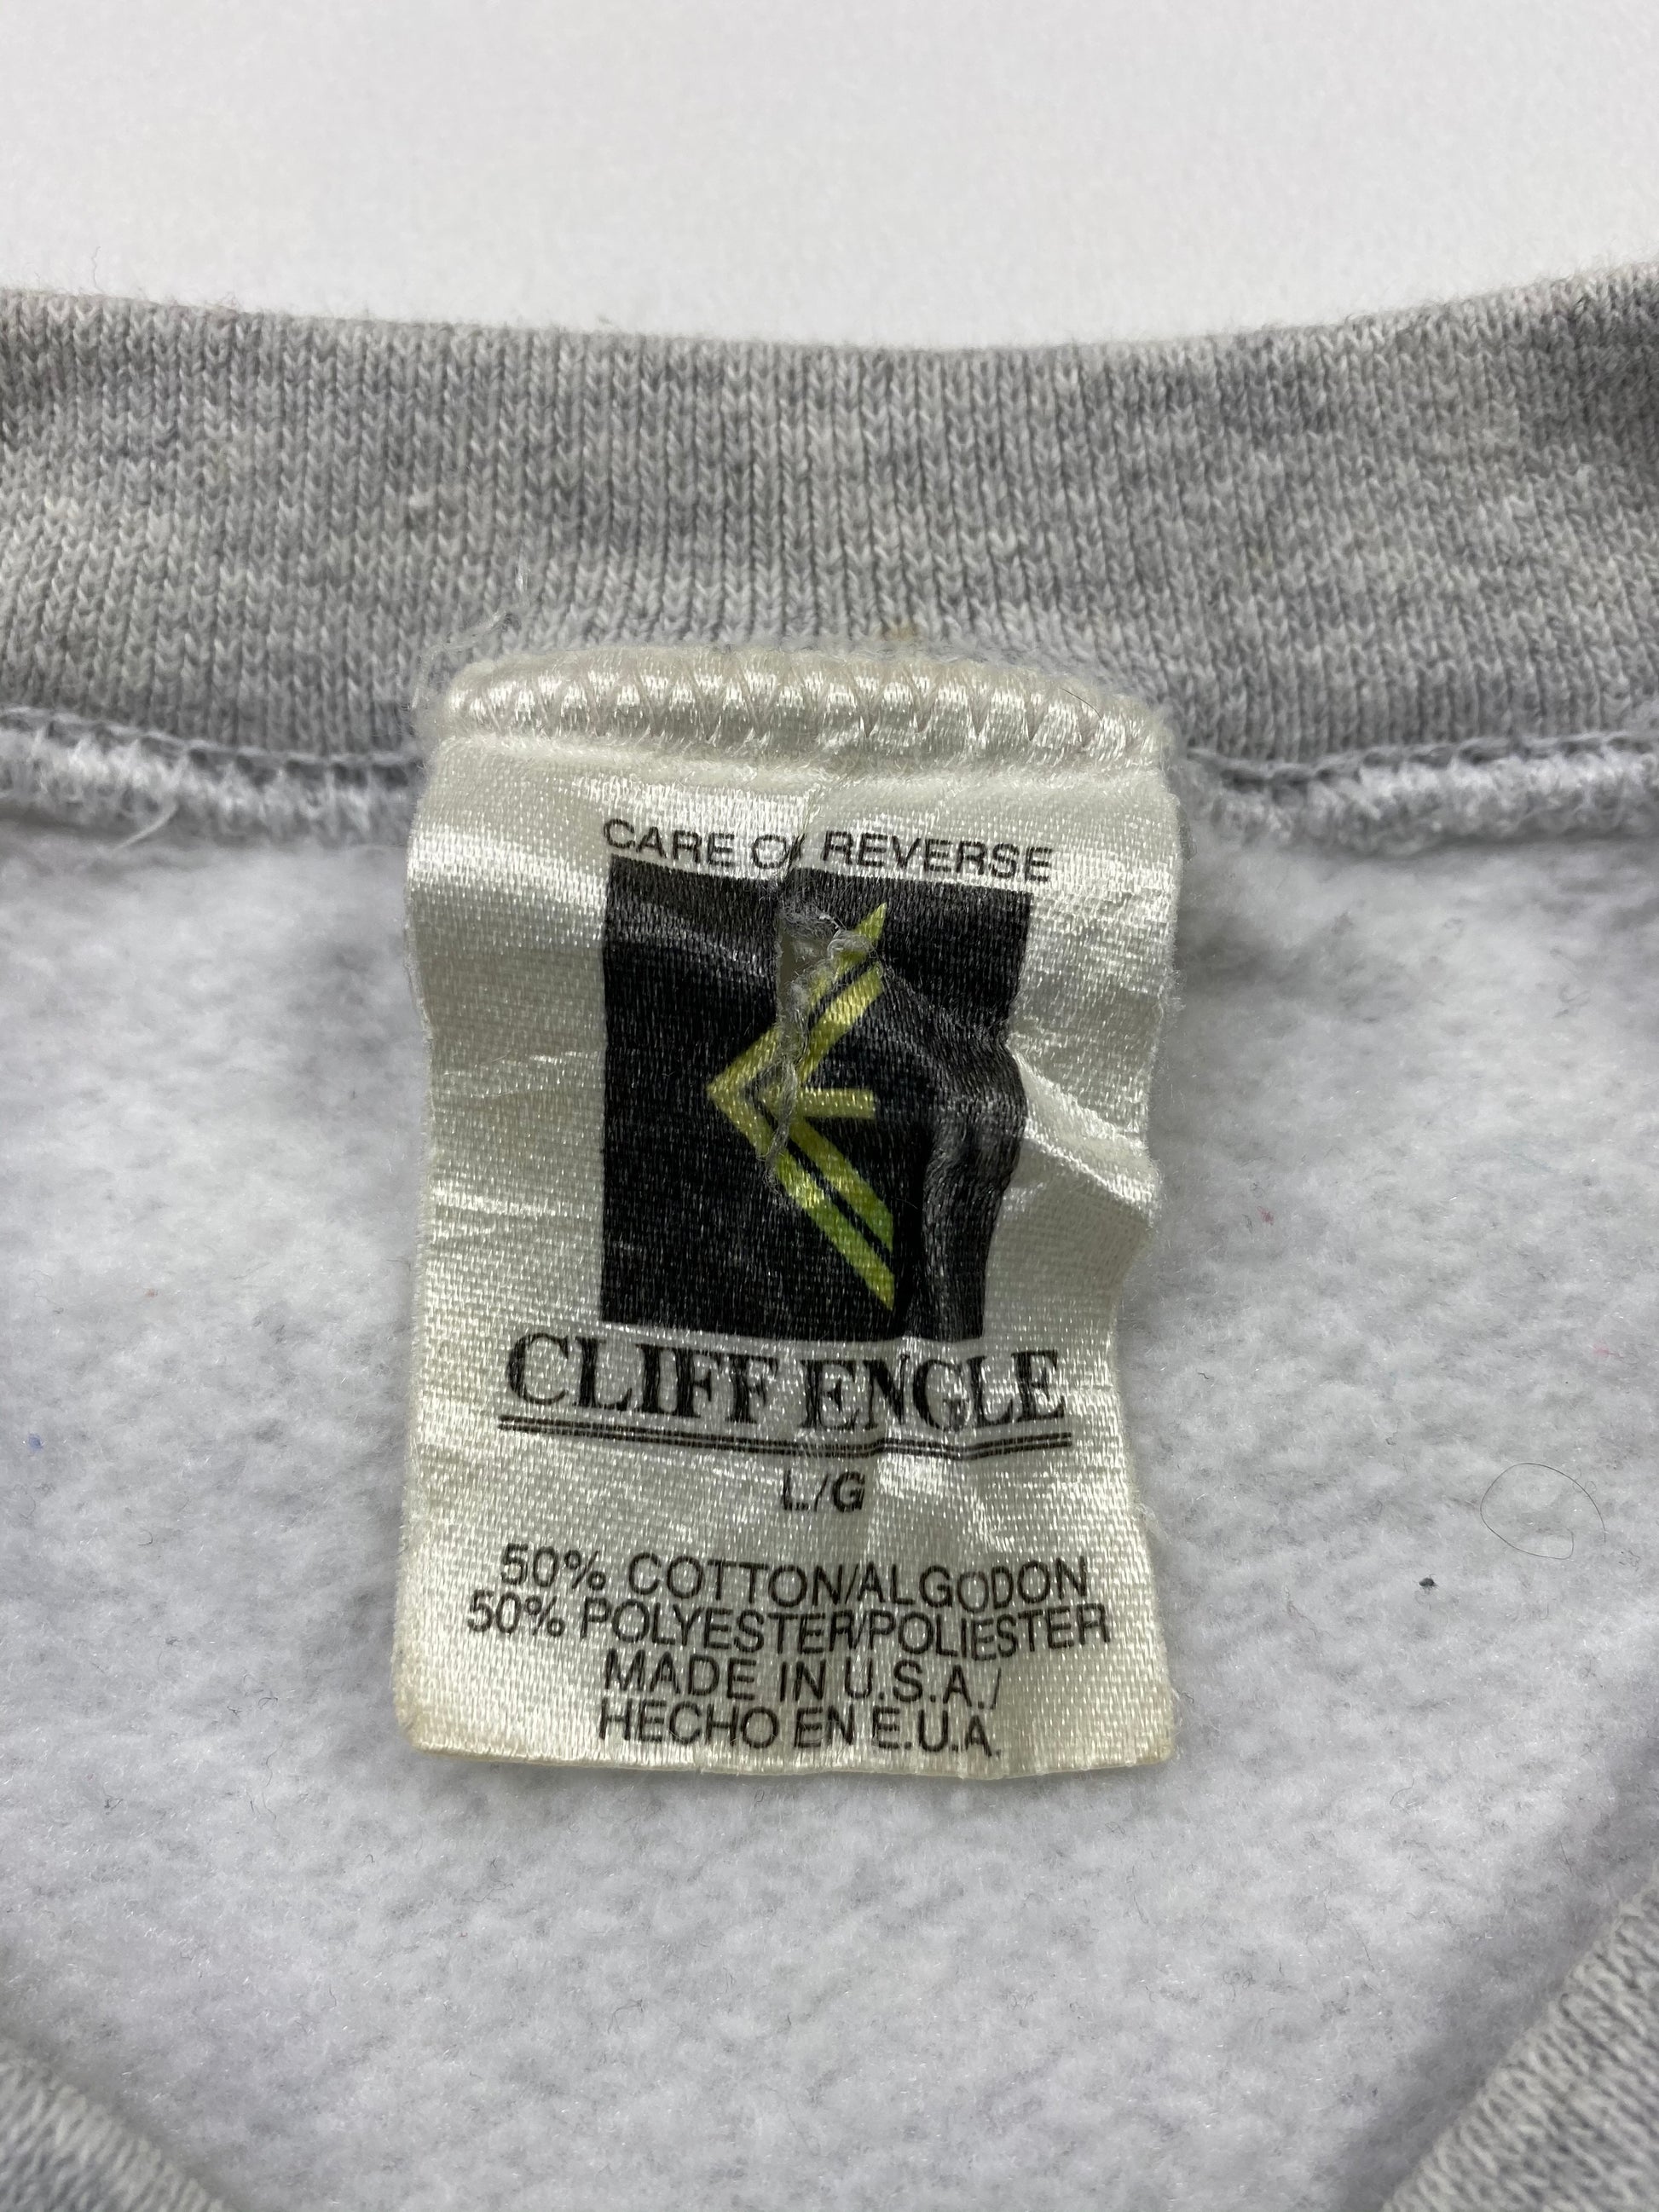 CARE ON REVERSE
CLIFF ENGLE
L/G
50% COTTON/ALGODON
50% POLYESTER/POLIESTER
MADE IN U.S.A./
HECHO EN E.U.A.